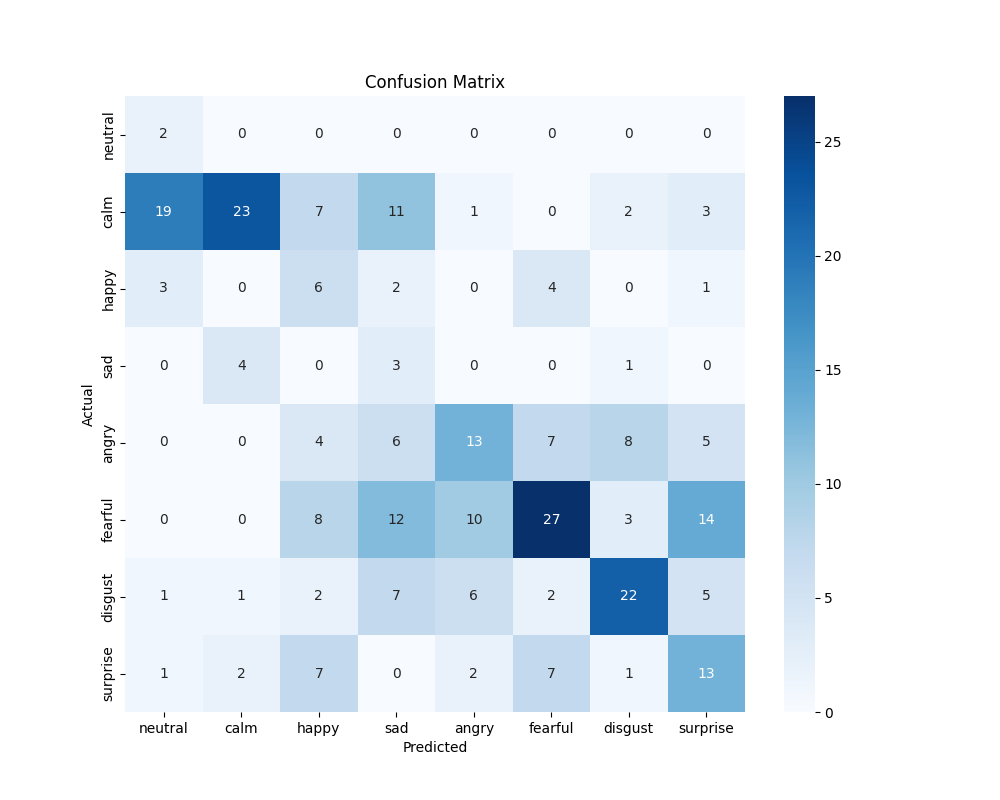 Confusion Matrix
neutral 2 0 0 0 0 0 0 0
calm 19 23 7 11 1 0 2 3
happy 3 0 6 2 0 4 0 1
sad 0 4 0 3 0 0 1 0
angry 0 0 4 6 13 7 8 5
fearful 0 0 8 12 10 27 3 14
disgust 1 1 2 7 6 2 22 5
surprise 1 2 7 0 2 7 1 13
Actual
neutral calm happy sad angry fearful disgust surprise
Predicted
25
20
15
10
5
0